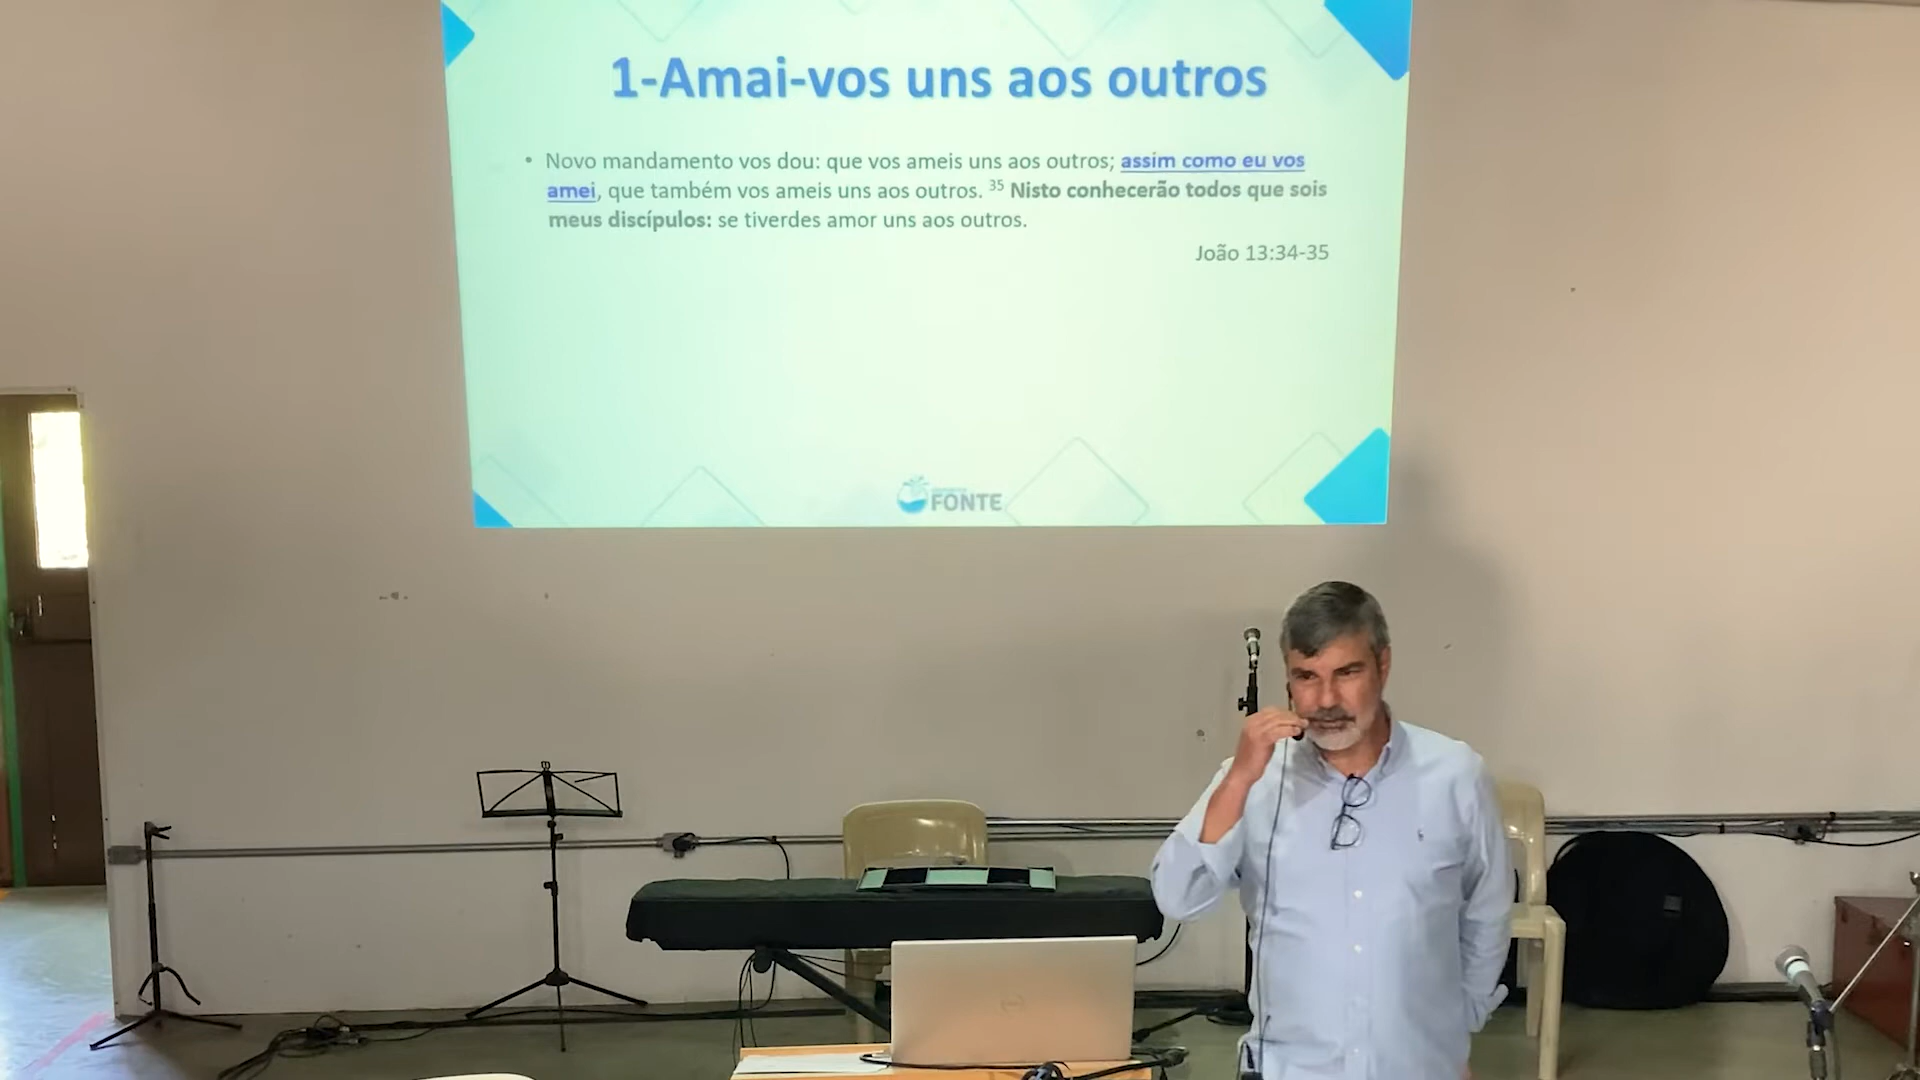 1-Amai-vos uns aos outros
• Novo mandamento vos dou: que vos ameis uns aos outros; assim como eu vos
amei, que também vos ameis uns aos outros. 35 Nisto conhecerão todos que sois
meus discípulos: se tiverdes amor uns aos outros.
João 13:34-35
FONTE